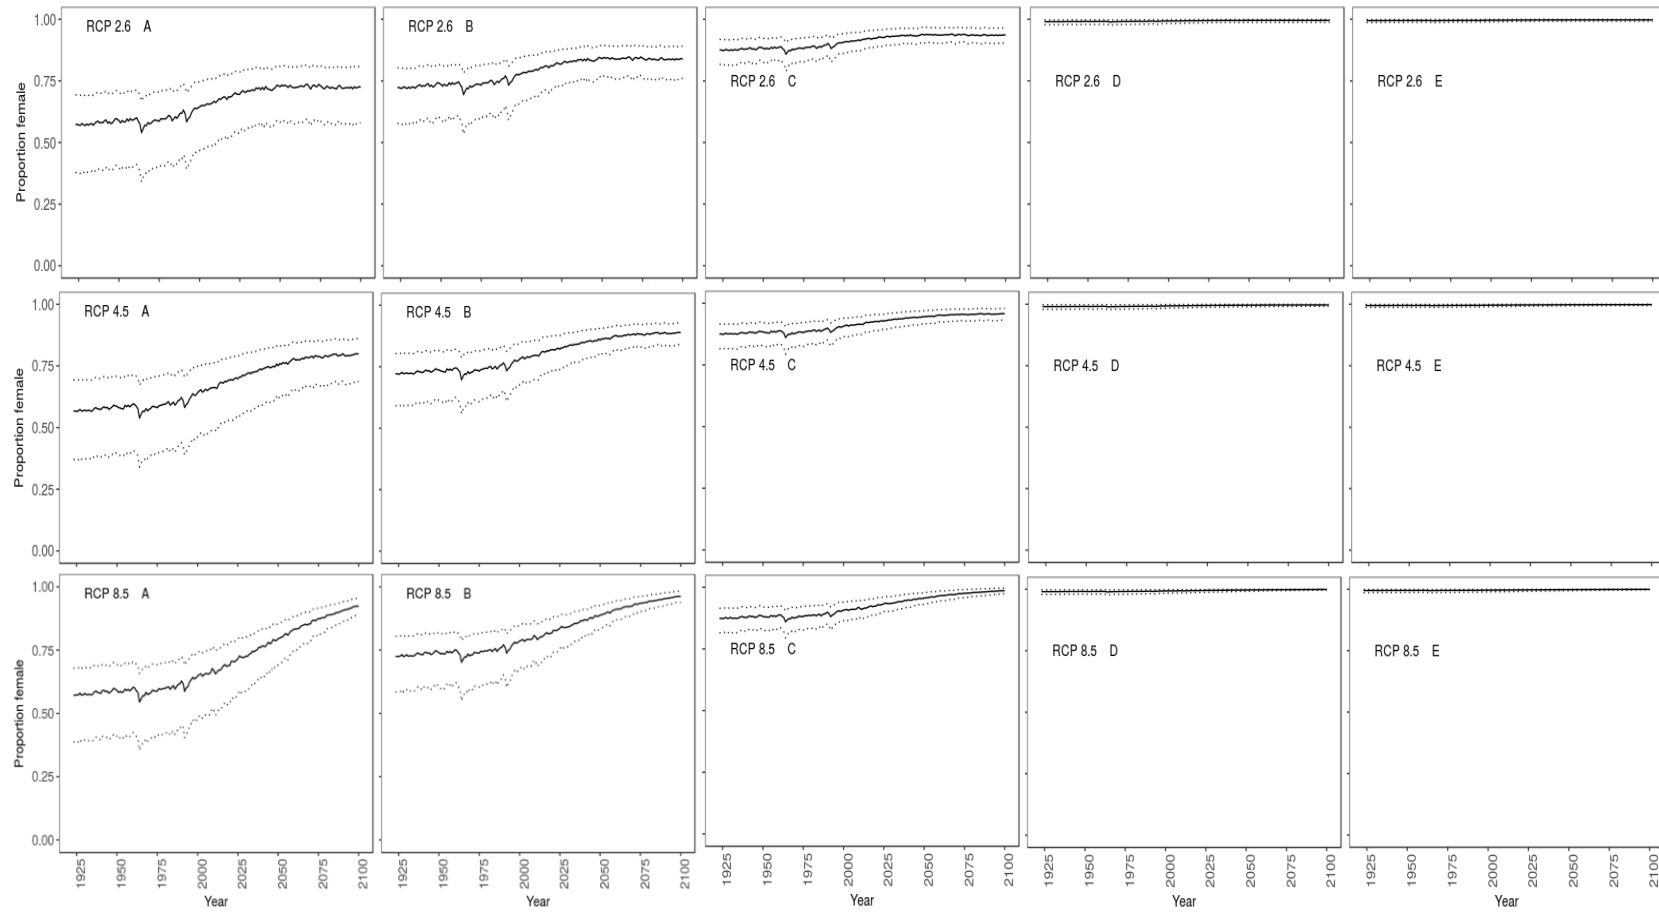 RCP 2.6 A
RCP 2.6 B
RCP 2.6 C
RCP 2.6 D
RCP 2.6 E
Proportion female
1.00
0.75
0.50
0.25
0.00
RCP 4.5 A
RCP 4.5 B
RCP 4.5 C
RCP 4.5 D
RCP 4.5 E
Proportion female
1.00
0.75
0.50
0.25
0.00
RCP 8.5 A
RCP 8.5 B
RCP 8.5 C
RCP 8.5 D
RCP 8.5 E
Proportion female
1.00
0.75
0.50
0.25
0.00
1925 1950 1975 2000 2025 2050 2075 2100
1925 1950 1975 2000 2025 2050 2075 2100
1925 1950 1975 2000 2025 2050 2075 2100
1925 1950 1975 2000 2025 2050 2075 2100
1925 1950 1975 2000 2025 2050 2075 2100
Year
Year
Year
Year
Year